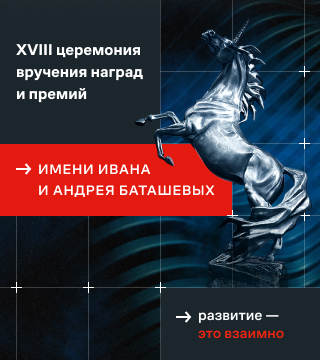 XVIII церемония
вручения наград
и премий
→ ИМЕНИ ИВАНА
И АНДРЕЯ БАТАШЕВЫХ
→ развитие —
это взаимно